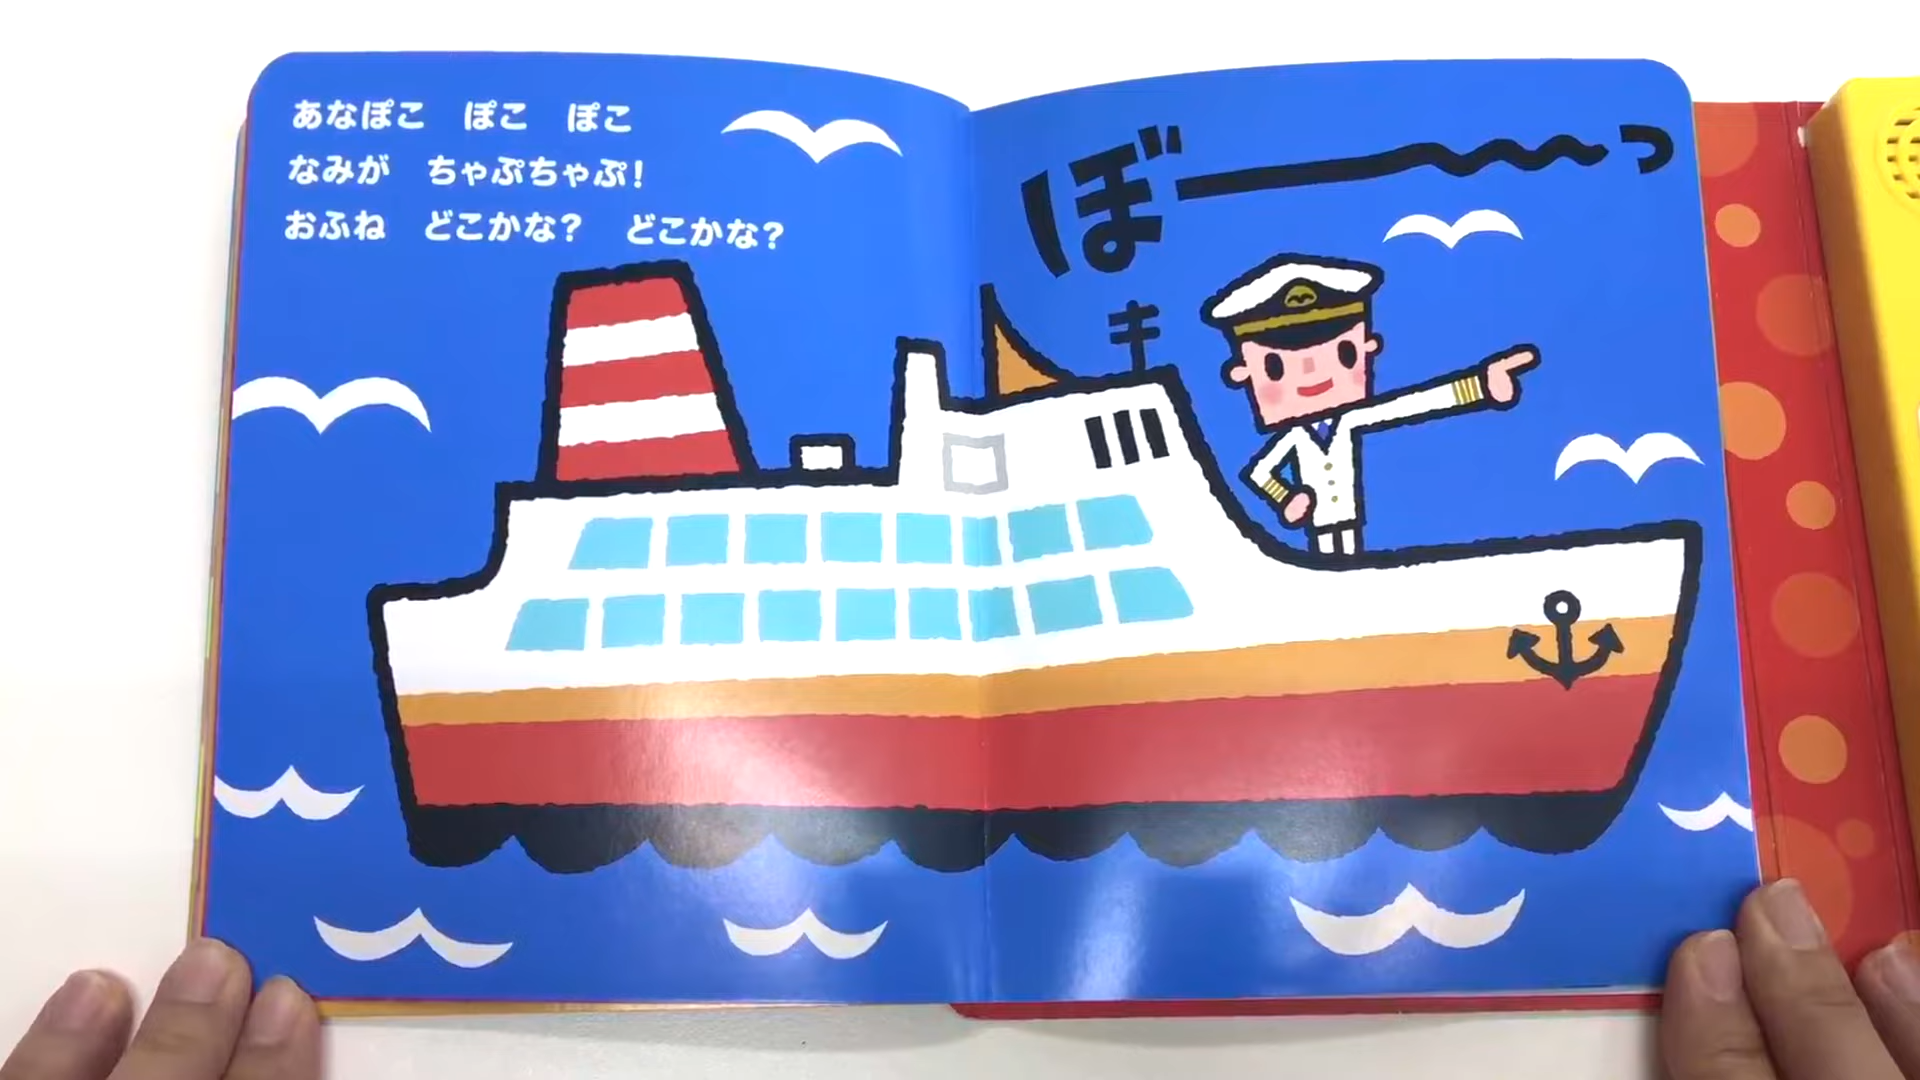 あなぽこ　ぽこ　ぽこ
なみが　ちゃぷちゃぷ！
おふね　どこかな？　どこかな？
ぼーーっ